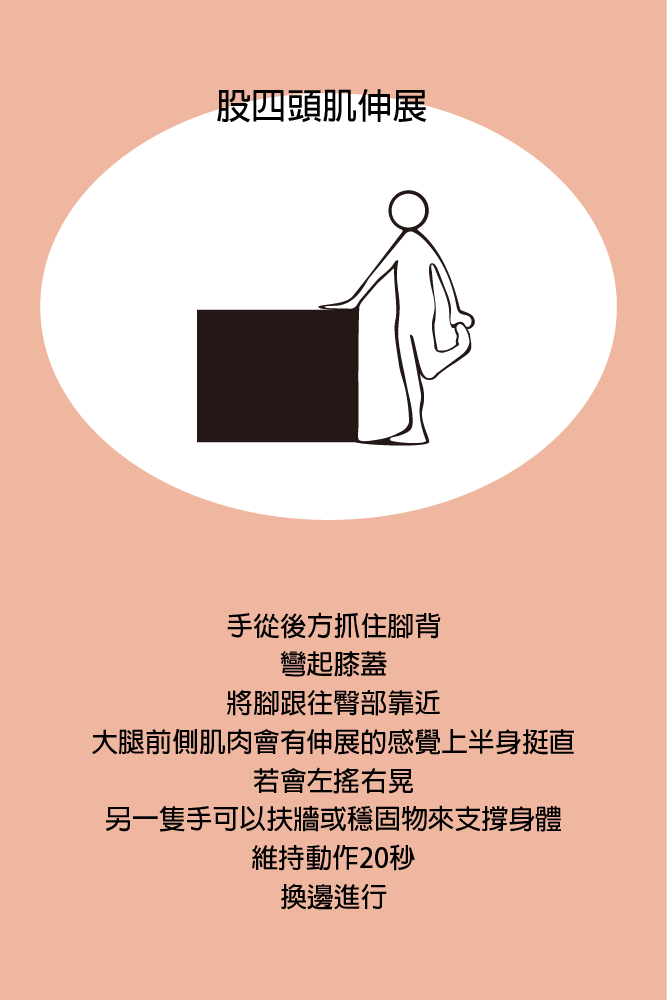 股四頭肌伸展
手從後方抓住腳背
彎起膝蓋
將腳跟往臀部靠近
大腿前側肌肉會有伸展的感覺上半身挺直
若會左搖右晃
另一隻手可以扶牆或穩固物來支撐身體
維持動作20秒
換邊進行